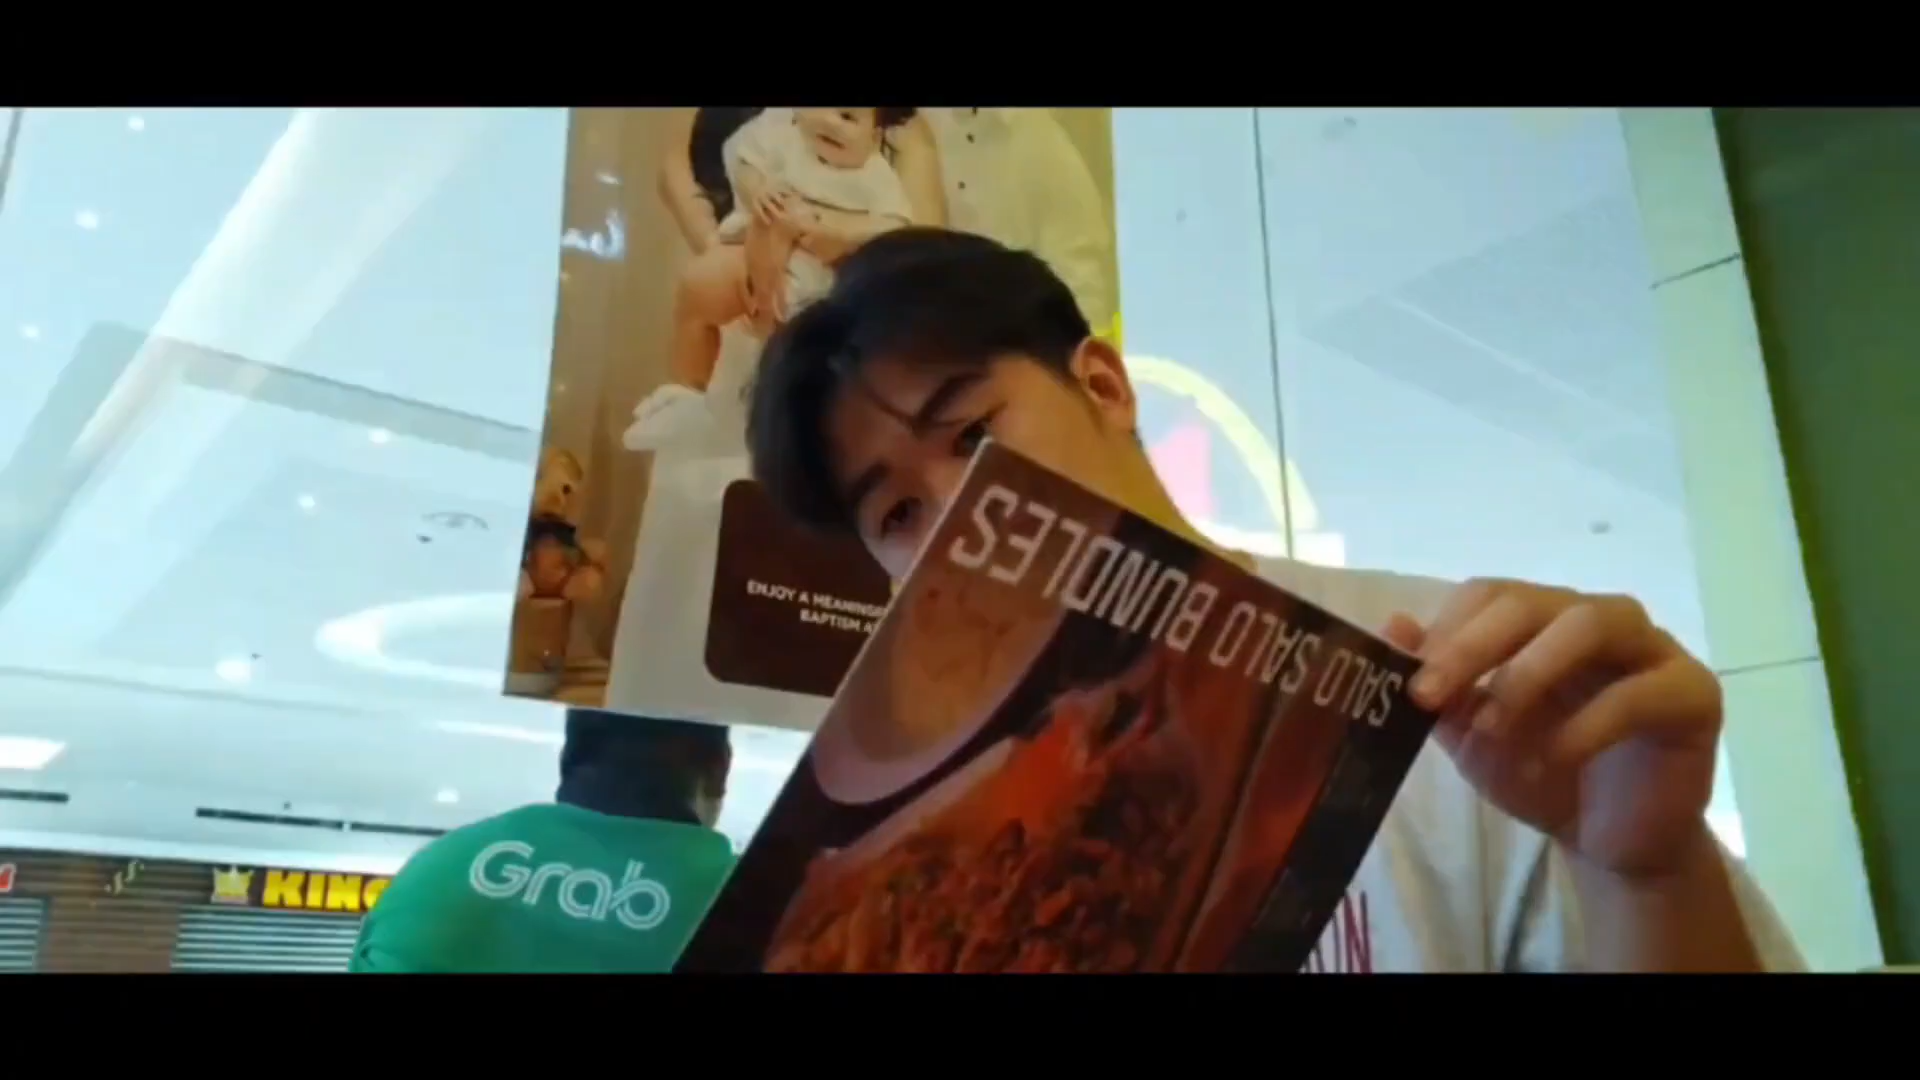 ENJOY A MEANING
BAPTISM A
SALO SALO BUNDLES
Grab
KING